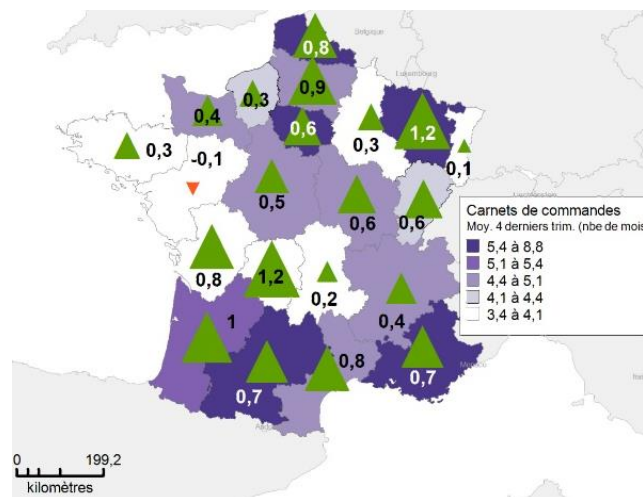 Belgique
0,8
0,9
Luxembourg
0,3
0,4
0,6
1,2
0,3
0,3
-0,1
0,1
0,5
0,6
0,6
Carnets de commandes
Moy. 4 derniers trim. (nbe de mois
5,4 à 8,8
5,1 à 5,4
4,4 à 5,1
4,1 à 4,4
3,4 à 4,1
0,8
1,2
0,2
0,4
1
0,8
0,7
0,7
0 199,2
kilomètres